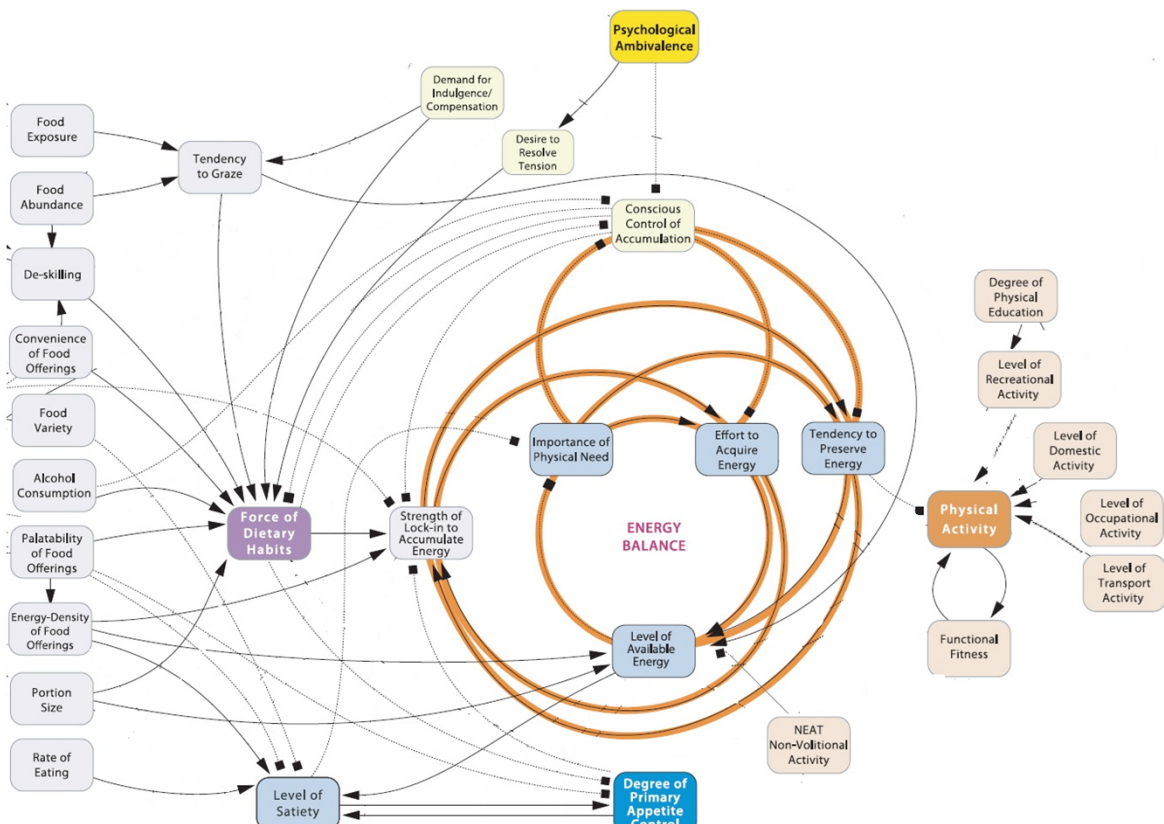 Psychological
Ambivalence
Demand for
Indulgence/
Compensation
Food
Exposure
Desire to
Resolve
Tension
Tendency
to Graze
Food
Abundance
Conscious
Control of
Accumulation
De-skilling
Degree of
Physical
Education
Convenience
of Food
Offerings
Level of
Recreational
Activity
Food
Variety
Importance of
Physical Need
Effort to
Acquire
Energy
Tendency to
Preserve
Energy
Level of
Domestic
Activity
Alcohol
Consumption
Force of
Dietary
Habits
Strength of
Lock-in to
Accumulate
Energy
ENERGY
BALANCE
Physical
Activity
Level of
Occupational
Activity
Palatability
of Food
Offerings
Level of
Transport
Activity
Energy-Density
of Food
Offerings
Level of
Available
Energy
Functional
Fitness
Portion
Size
NEAT
Non-Volitional
Activity
Rate of
Eating
Level of
Satiety
Degree of
Primary
Appetite
Control